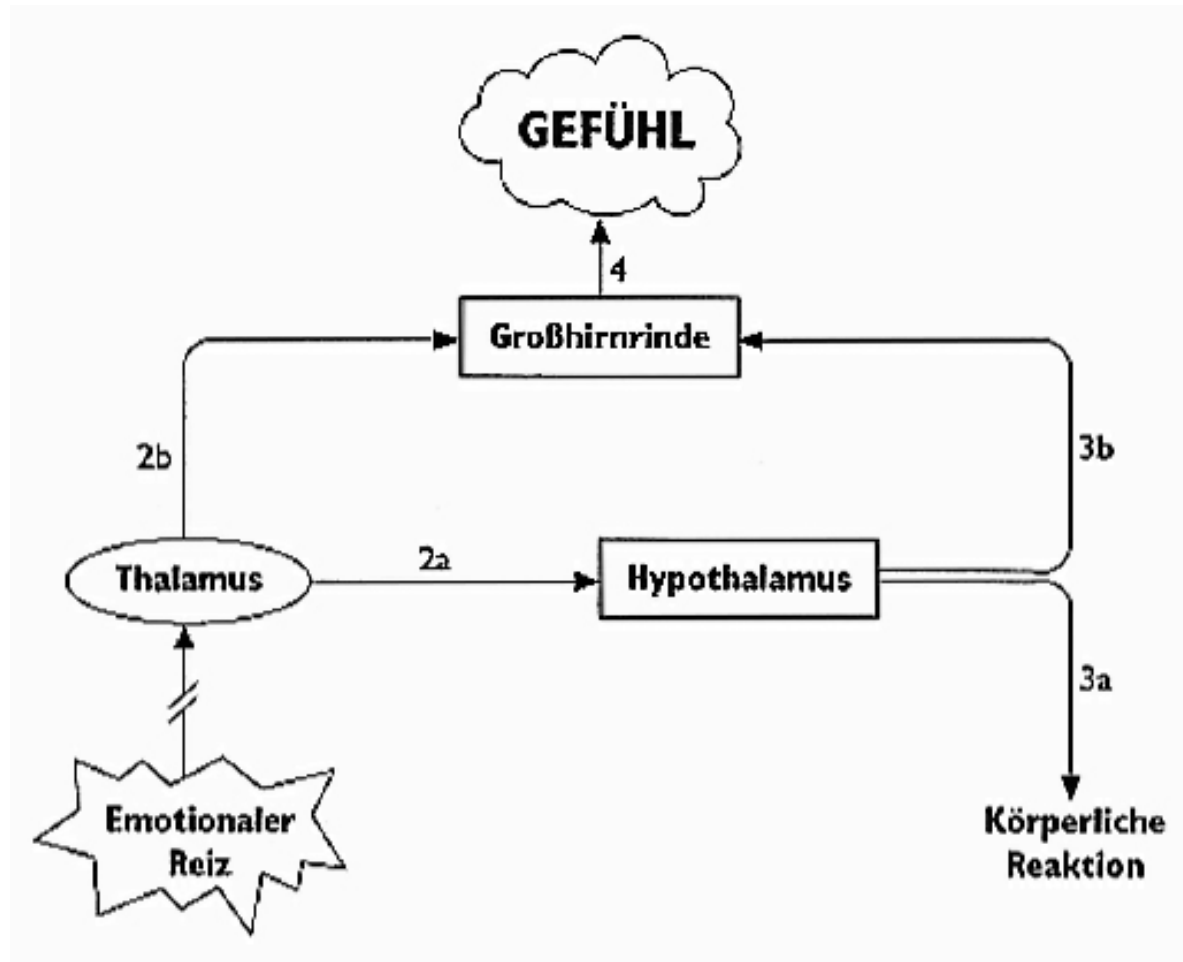 GEFÜHL
4
Großhirnrinde
2b
3b
Thalamus
2a
Hypothalamus
3a
Emotionaler
Reiz
Körperliche
Reaktion